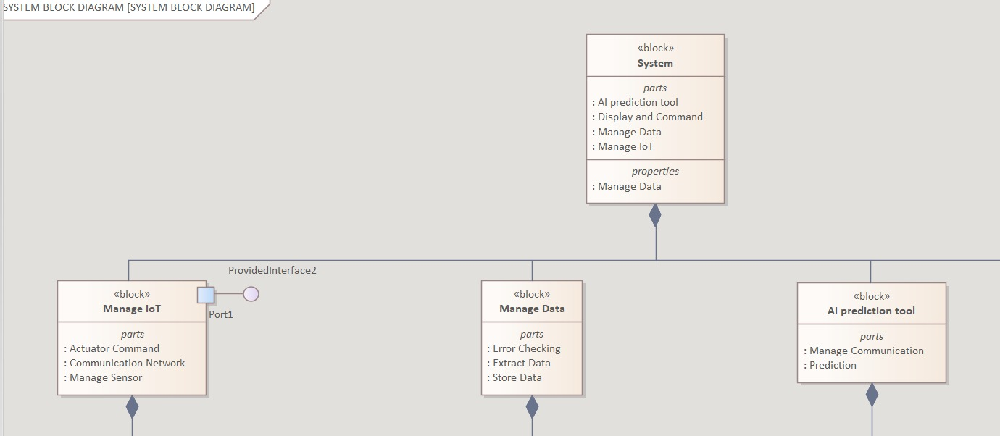 SYSTEM BLOCK DIAGRAM [SYSTEM BLOCK DIAGRAM]
«block»
System
parts
: AI prediction tool
: Display and Command
: Manage Data
: Manage IoT
properties
: Manage Data
ProvidedInterface2
«block»
Manage IoT
Port1
parts
: Actuator Command
: Communication Network
: Manage Sensor
«block»
Manage Data
parts
: Error Checking
: Extract Data
: Store Data
«block»
AI prediction tool
parts
: Manage Communication
: Prediction